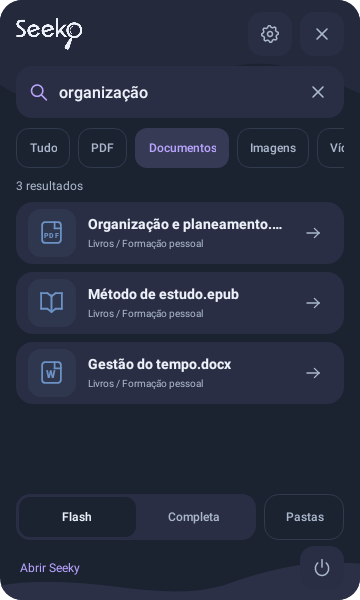 Seeko
organização
Tudo PDF Documentos Imagens Víd
3 resultados
PDF
Organização e planeamento....
Livros / Formação pessoal
Método de estudo.epub
Livros / Formação pessoal
W
Gestão do tempo.docx
Livros / Formação pessoal
Flash Completa Pastas
Abrir Seeky